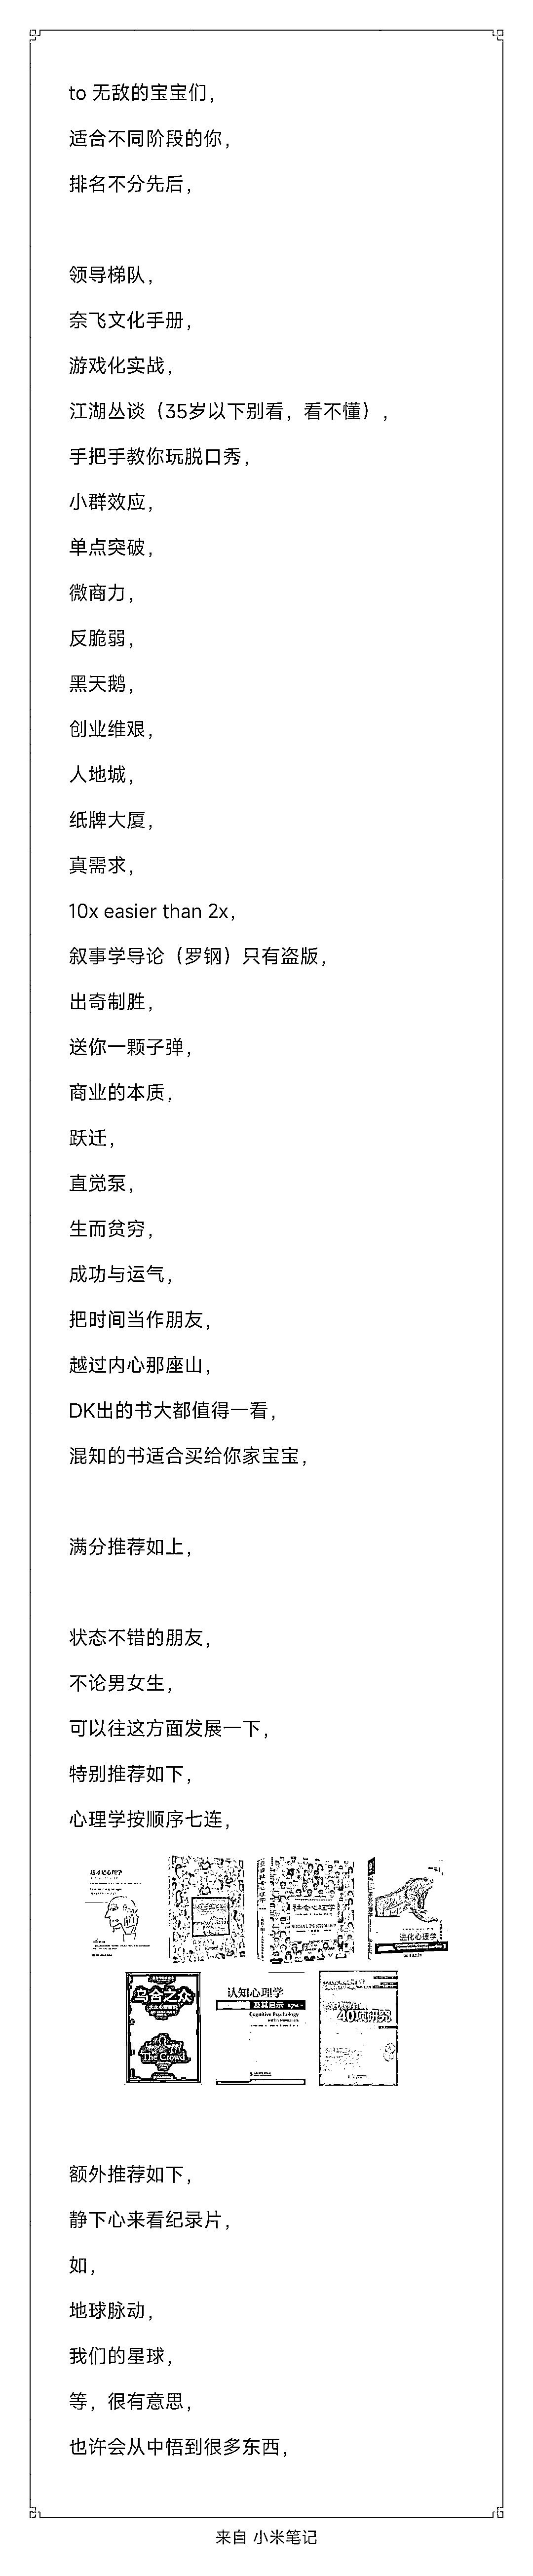 to 无敌的宝宝们，
适合不同阶段的你，
排名不分先后，
领导梯队，
奈飞文化手册，
游戏化实战，
江湖丛谈（35岁以下别看，看不懂），
手把手教你玩脱口秀，
小群效应，
单点突破，
微商力，
反脆弱，
黑天鹅，
创业维艰，
人地城，
纸牌大厦，
真需求，
10x easier than 2x，
叙事学导论（罗钢）只有盗版，
出奇制胜，
送你一颗子弹，
商业的本质，
跃迁，
直觉泵，
生而贫穷，
成功与运气，
把时间当作朋友，
越过内心那座山，
DK出的书大都值得一看，
混知的书适合买给你家宝宝，
满分推荐如上，
状态不错的朋友，
不论男女生，
可以往这方面发展一下，
特别推荐如下，
心理学按顺序七连，
这才是心理学
社会心理学
SOCIAL PSYCHOLOGY
进化心理学
乌合之众
The Crowd
认知心理学
及其启示
Cognitive Psychology
40项研究
额外推荐如下，
静下心来看纪录片，
如，
地球脉动，
我们的星球，
等，很有意思，
也许会从中悟到很多东西，
来自 小米笔记